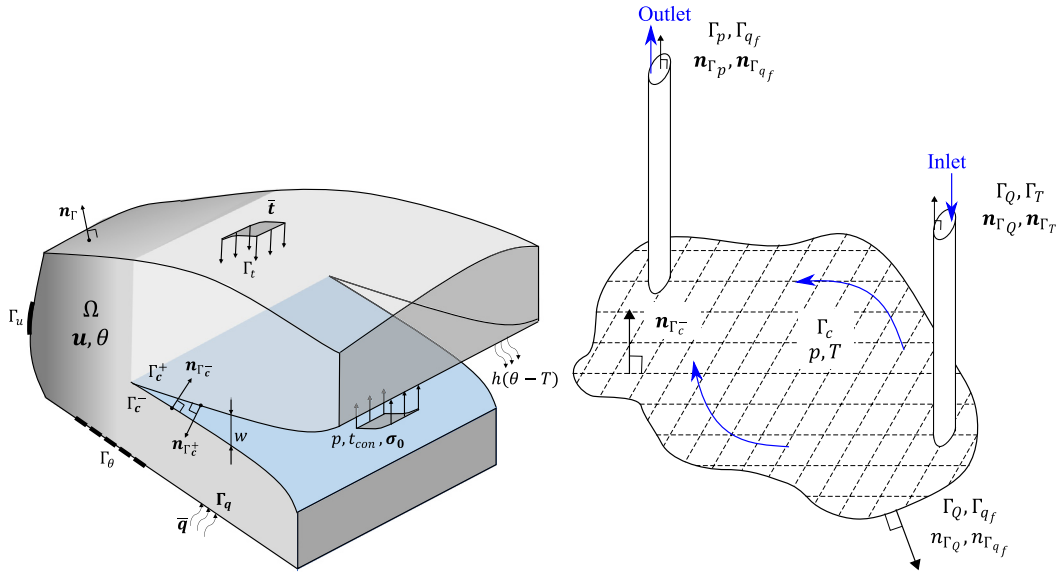 n_Γ
t̄
Γ_t
Γ_u
Ω
u, θ
Γ_c^+
n_{Γ_c^-}
Γ_c^-
n_{Γ_c^+}
w
h(θ − T)
p, t_con, σ_0
Γ_θ
Γ_q
q̄
Outlet
Γ_p, Γ_{q_f}
n_{Γ_p}, n_{Γ_{q_f}}
Inlet
Γ_Q, Γ_T
n_{Γ_Q}, n_{Γ_T}
n_{Γ_c^-}
Γ_c
p, T
Γ_Q, Γ_{q_f}
n_{Γ_Q}, n_{Γ_{q_f}}